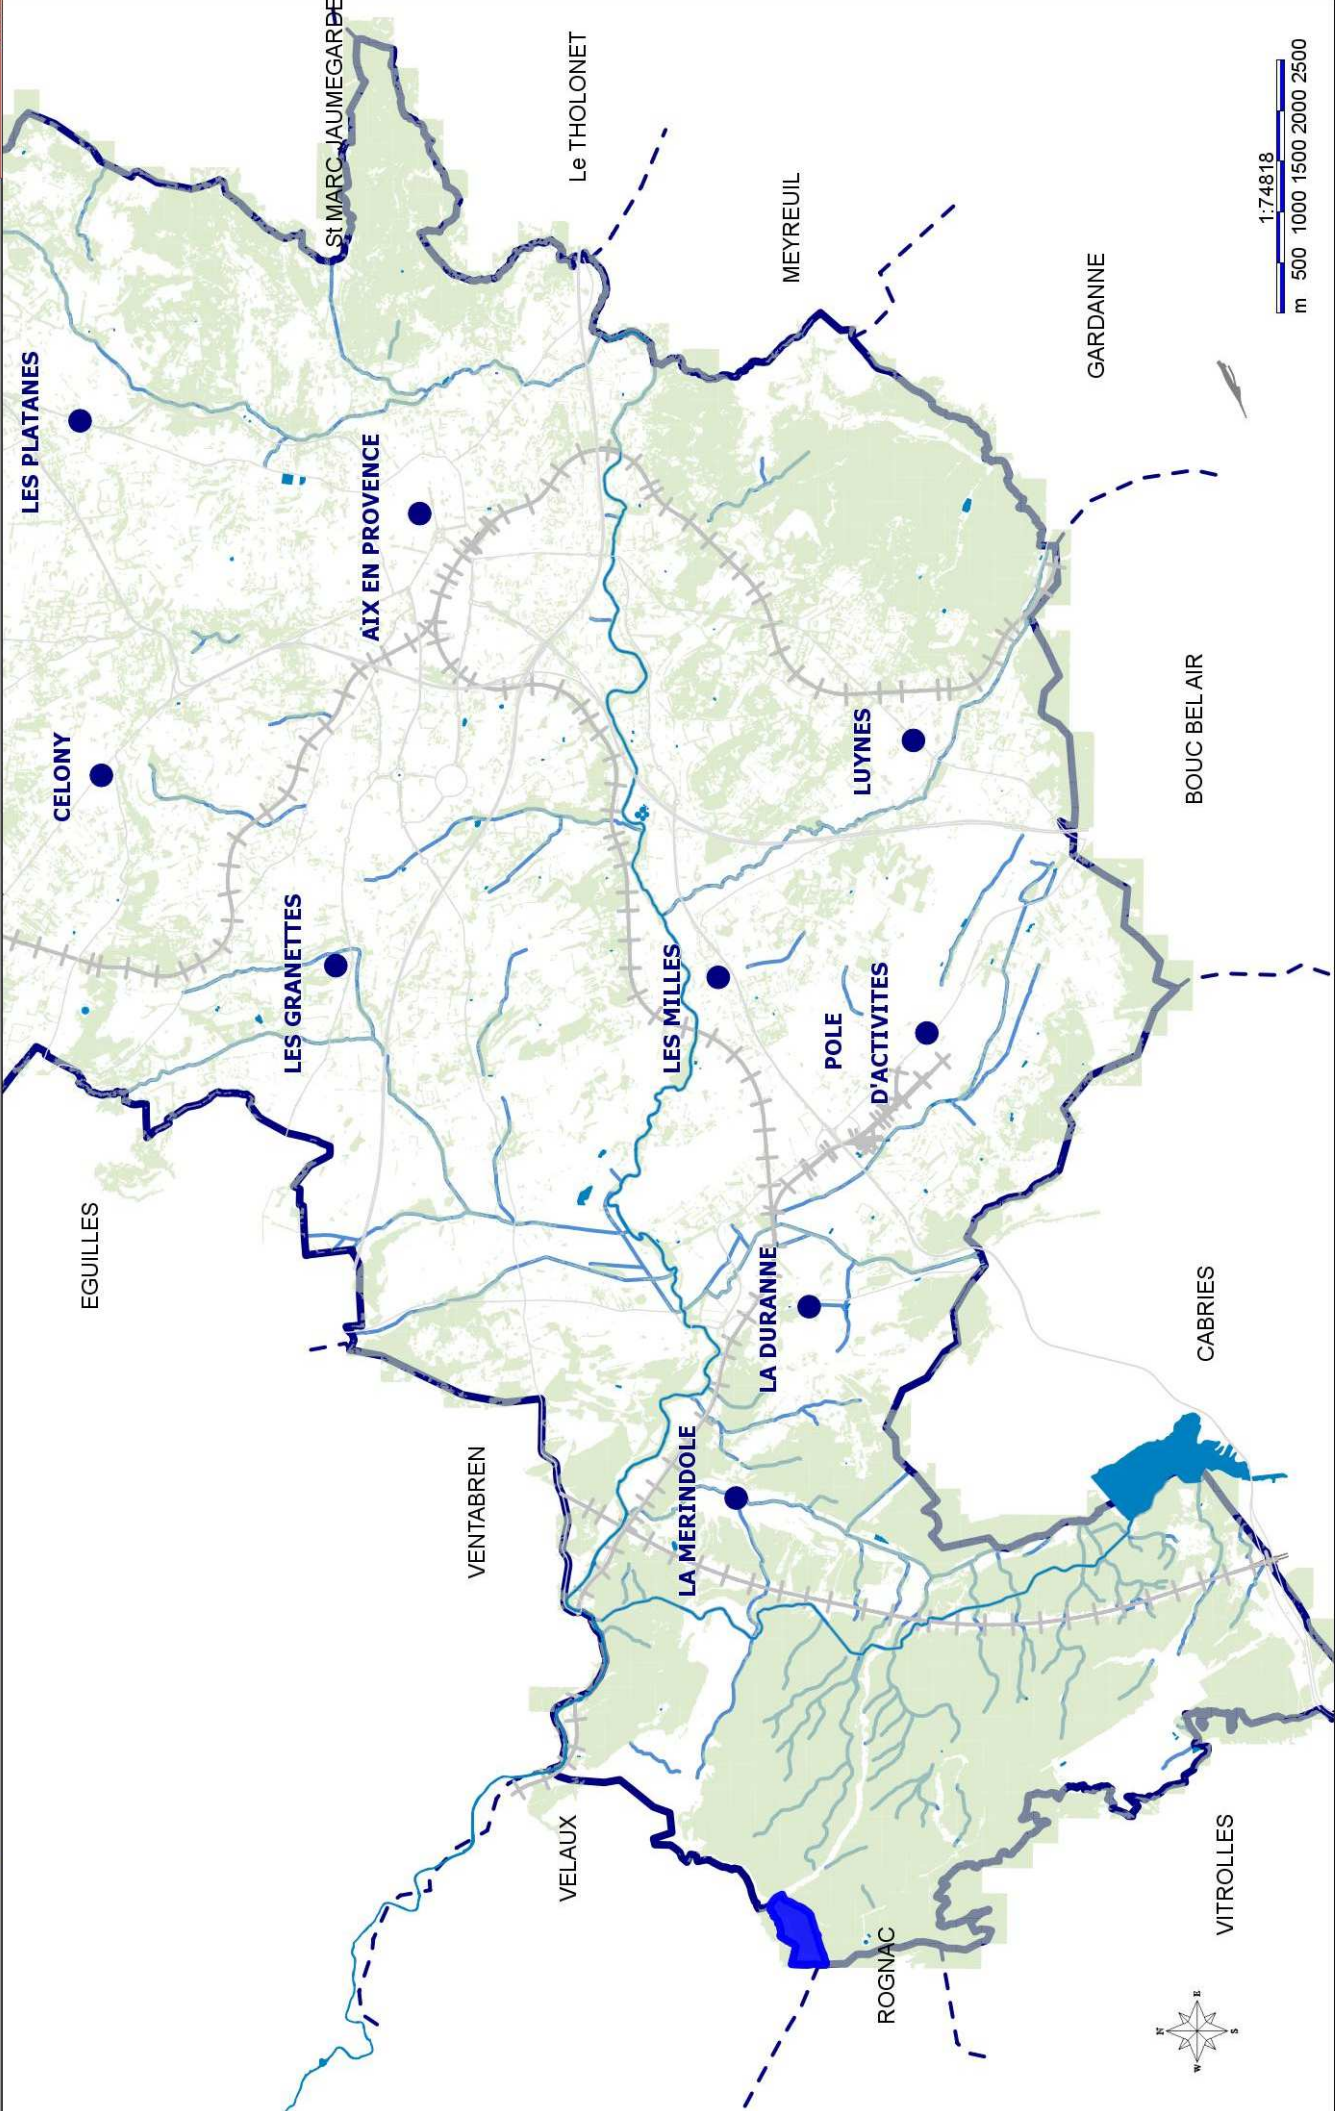 St MARC JAUMEGARDE
Le THOLONET
MEYREUIL
GARDANNE
1:74818
m 500 1000 1500 2000 2500
LES PLATANES
AIX EN PROVENCE
CELONY
LUYNES
BOUC BEL AIR
LES GRANETTES
LES MILLES
POLE
D'ACTIVITES
EGUILLES
LA DURANNE
CABRIES
VENTABREN
LA MERINDOLE
VELAUX
ROGNAC
VITROLLES
N
W
E
S